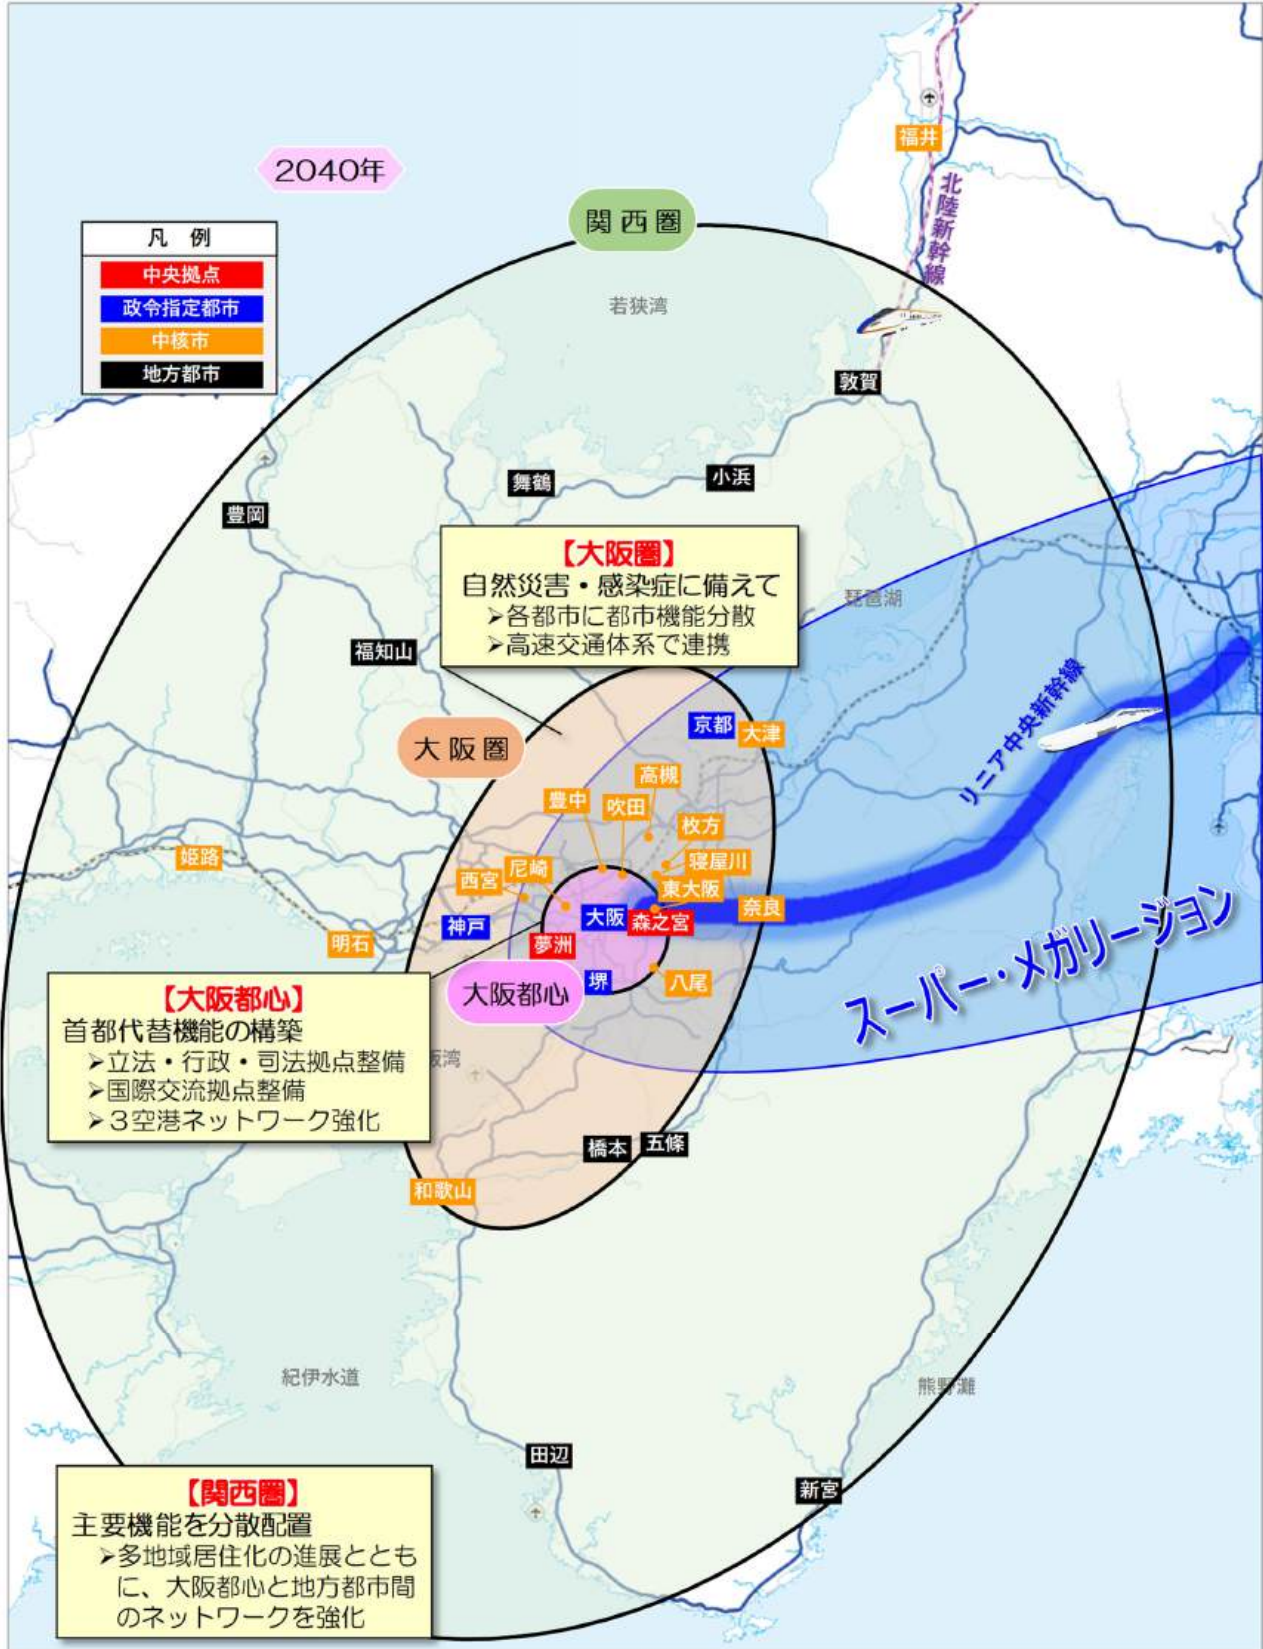 福井
2040年
北陸新幹線
関西圏
凡 例
中央拠点
政令指定都市
中核市
地方都市
若狭湾
敦賀
舞鶴
小浜
豊岡
【大阪圏】
自然災害・感染症に備えて
➢各都市に都市機能分散
➢高速交通体系で連携
琵琶湖
福知山
京都
大津
大阪圏
リニア中央新幹線
高槻
豊中
吹田
枚方
姫路
尼崎
寝屋川
西宮
東大阪
奈良
大阪
森之宮
神戸
明石
夢洲
スーパー・メガリージョン
堺
八尾
大阪都心
【大阪都心】
首都代替機能の構築
➢立法・行政・司法拠点整備
➢国際交流拠点整備
➢3空港ネットワーク強化
阪湾
橋本
五條
和歌山
紀伊水道
熊野灘
田辺
新宮
【関西圏】
主要機能を分散配置
➢多地域居住化の進展ととも
に、大阪都心と地方都市間
のネットワークを強化